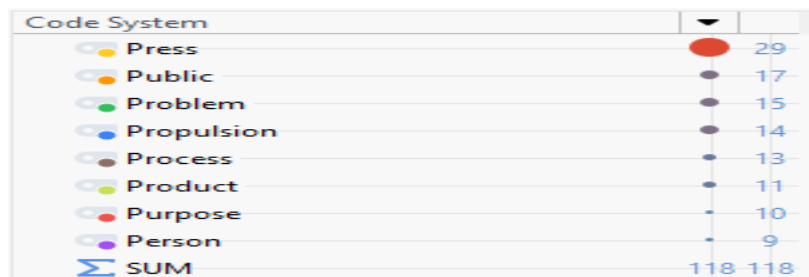 Code System
Press 29
Public 17
Problem 15
Propulsion 14
Process 13
Product 11
Purpose 10
Person 9
SUM 118 118